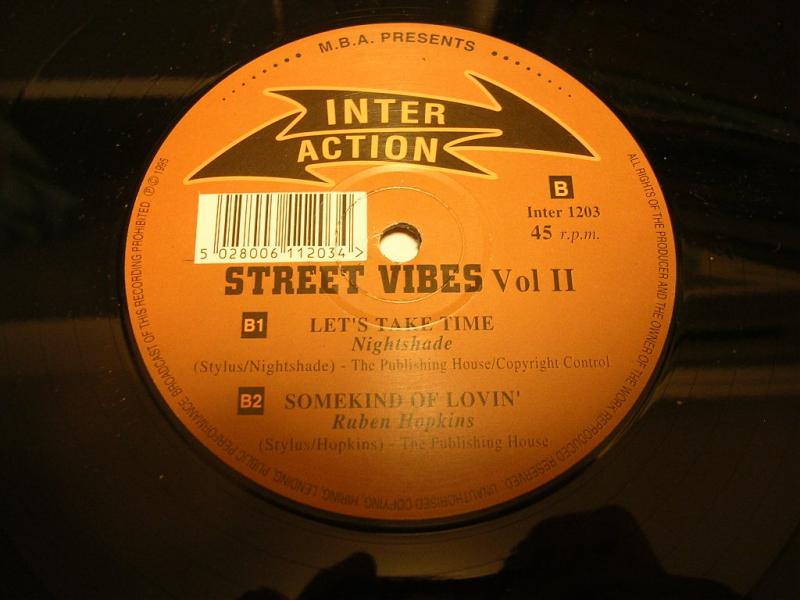 M.B.A. PRESENTS
INTER
ACTION
B
Inter 1203
45 r.p.m.
5 028006 112034 >
STREET VIBES Vol II
B1 LET'S TAKE TIME
Nightshade
(Stylus/Nightshade) - The Publishing House/Copyright Control
B2 SOMEKIND OF LOVIN'
Ruben Hopkins
(Stylus/Hopkins) - The Publishing House
ALL RIGHTS OF THE PRODUCER AND THE OWNER OF THE WORK REPRODUCED RESERVED. UNAUTHORISED COPYING, HIRING, LENDING, PUBLIC PERFORMANCE BROADCAST OF THIS RECORDING PROHIBITED ℗ © 1995